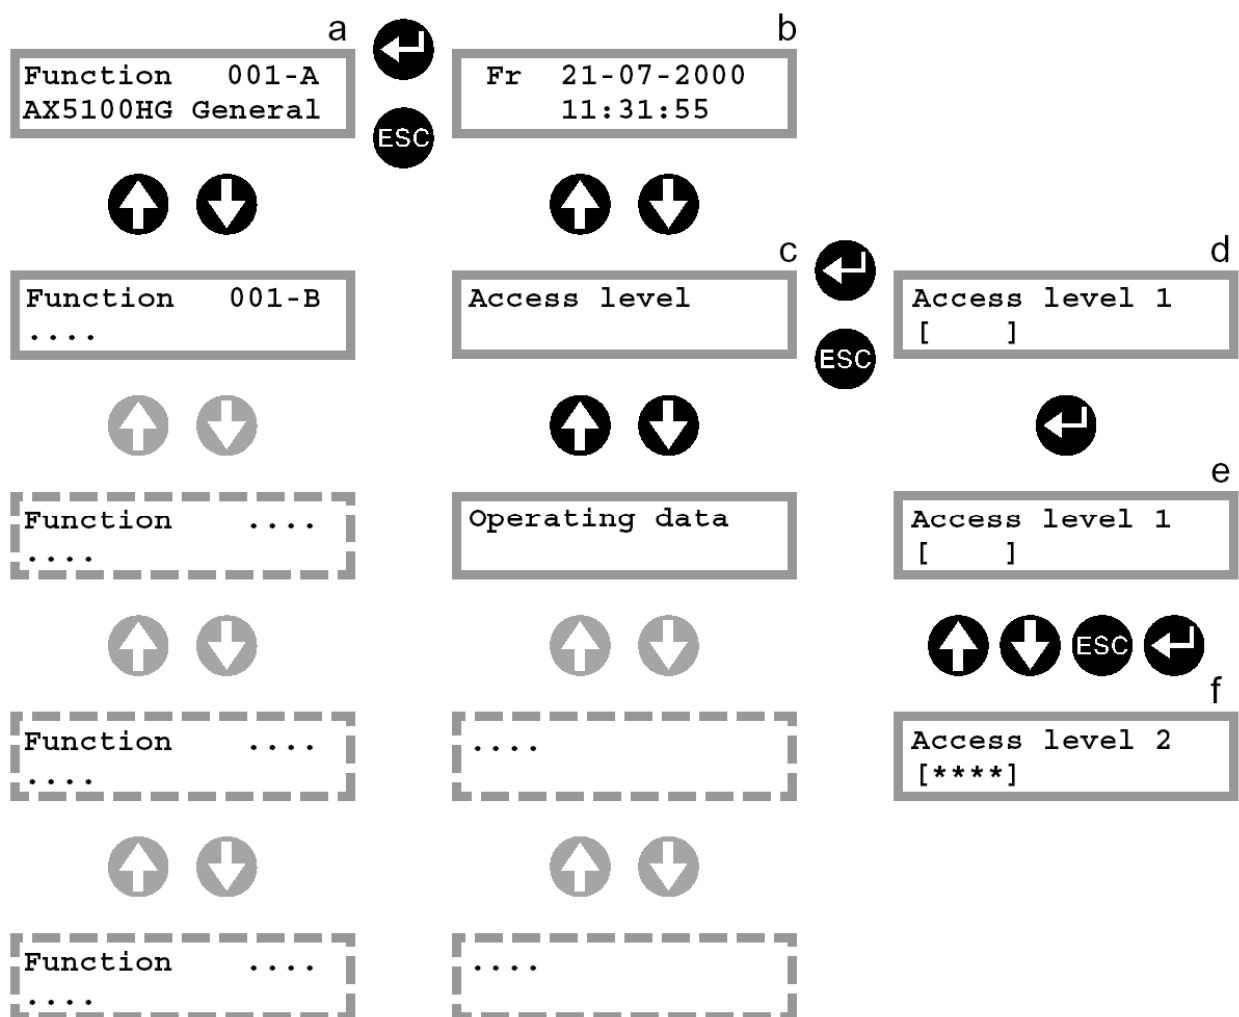 a
Function 001-A
AX5100HG General
ESC
b
Fr 21-07-2000
11:31:55
Function 001-B
....
c
Access level
ESC
d
Access level 1
[ ]
Function ....
....
Operating data
e
Access level 1
[ ]
ESC
Function ....
....
....
f
Access level 2
[****]
Function ....
....
....